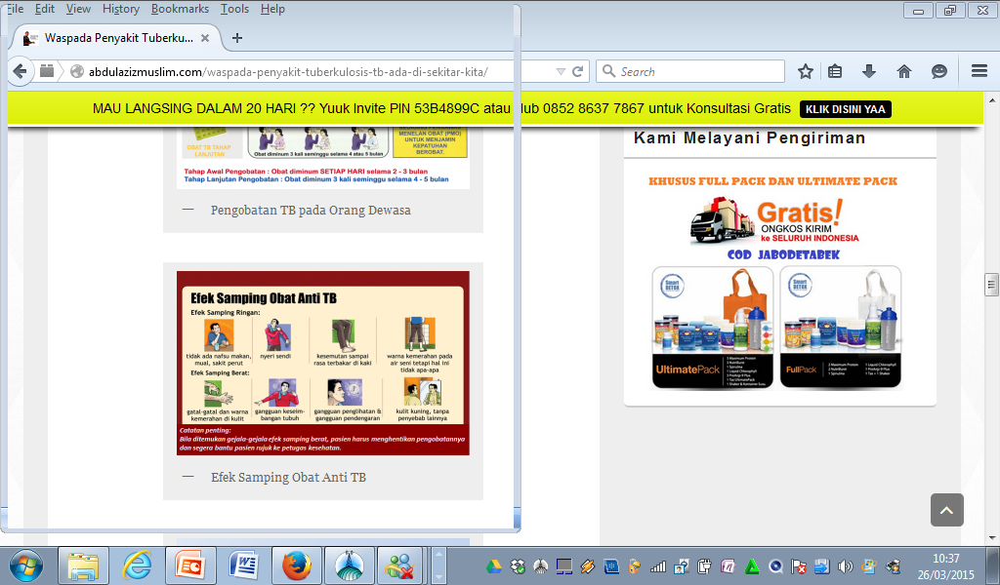 File Edit View History Bookmarks Tools Help
Waspada Penyakit Tuberku...
abdulazizmuslim.com/waspada-penyakit-tuberkulosis-tb-ada-di-sekitar-kita/
Search
MAU LANGSING DALAM 20 HARI ?? Yuuk Invite PIN 53B4899C atau hub 0852 8637 7867 untuk Konsultasi Gratis KLIK DISINI YAA
OBAT TB TAHAP
LANJUTAN
Obat diminum 3 kali seminggu selama 4 atau 5 bulan
MENELAN OBAT (PMO)
UNTUK MENJAMIN
KEPATUHAN
BEROBAT.
Tahap Awal Pengobatan : Obat diminum SETIAP HARI selama 2 - 3 bulan
Tahap Lanjutan Pengobatan : Obat diminum 3 kali seminggu selama 4 - 5 bulan
— Pengobatan TB pada Orang Dewasa
Efek Samping Obat Anti TB
Efek Samping Ringan:
tidak ada nafsu makan,
mual, sakit perut
nyeri sendi
kesemutan sampai
rasa terbakar di kaki
warna kemerahan pada
air seni tetapi hal ini
tidak apa-apa
Efek Samping Berat:
gatal-gatal dan warna
kemerahan di kulit
gangguan keseim-
bangan tubuh
gangguan penglihatan &
gangguan pendengaran
kulit kuning, tanpa
penyebab lainnya
Catatan penting:
Bila ditemukan gejala-gejala efek samping berat, pasien harus menghentikan pengobatannya
dan segera bantu pasien rujuk ke petugas kesehatan.
— Efek Samping Obat Anti TB
Kami Melayani Pengiriman
KHUSUS FULL PACK DAN ULTIMATE PACK
Gratis!
ONGKOS KIRIM
ke SELURUH INDONESIA
COD JABODETABEK
Smart
DETOX
Smart
DETOX
UltimatePack
FullPack
10:37
26/03/2015